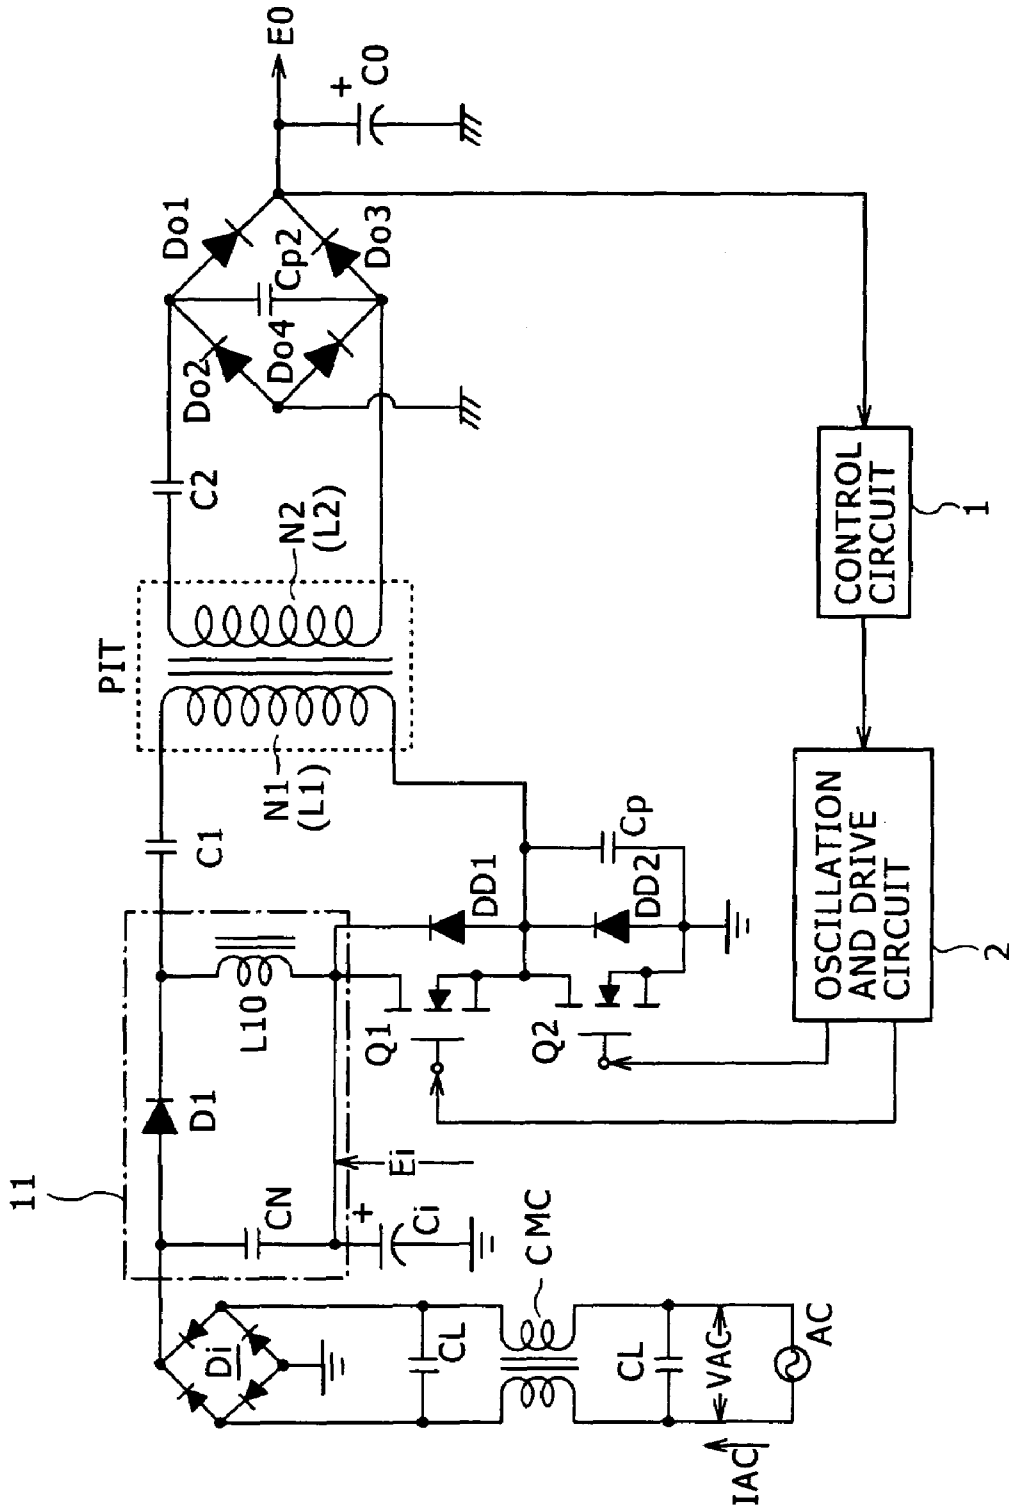 11
D1
CN
L10
+
Ci
Ei
Di
CL
CMC
CL
VAC
AC
IAC
C1
PIT
N1
(L1)
N2
(L2)
C2
Do1
Do2
Cp2
Do4
Do3
+
C0
E0
Q1
Q2
DD1
DD2
Cp
OSCILLATION
AND DRIVE
CIRCUIT
2
CONTROL
CIRCUIT
1